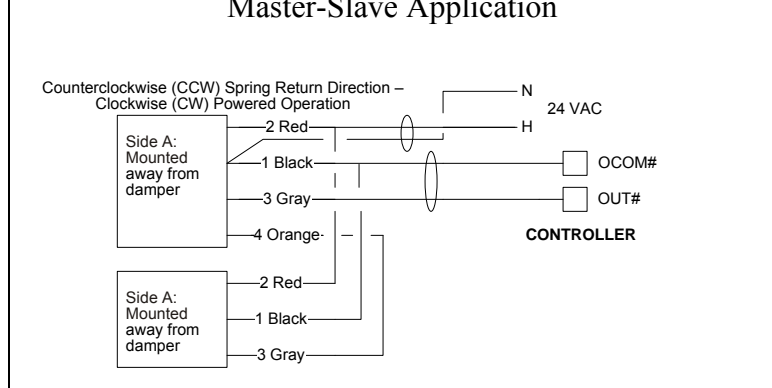 Master-Slave Application
Counterclockwise (CCW) Spring Return Direction –
Clockwise (CW) Powered Operation
N
24 VAC
H
2 Red
Side A:
Mounted
away from
damper
1 Black
OCOM#
3 Gray
OUT#
4 Orange
CONTROLLER
2 Red
Side A:
Mounted
away from
damper
1 Black
3 Gray